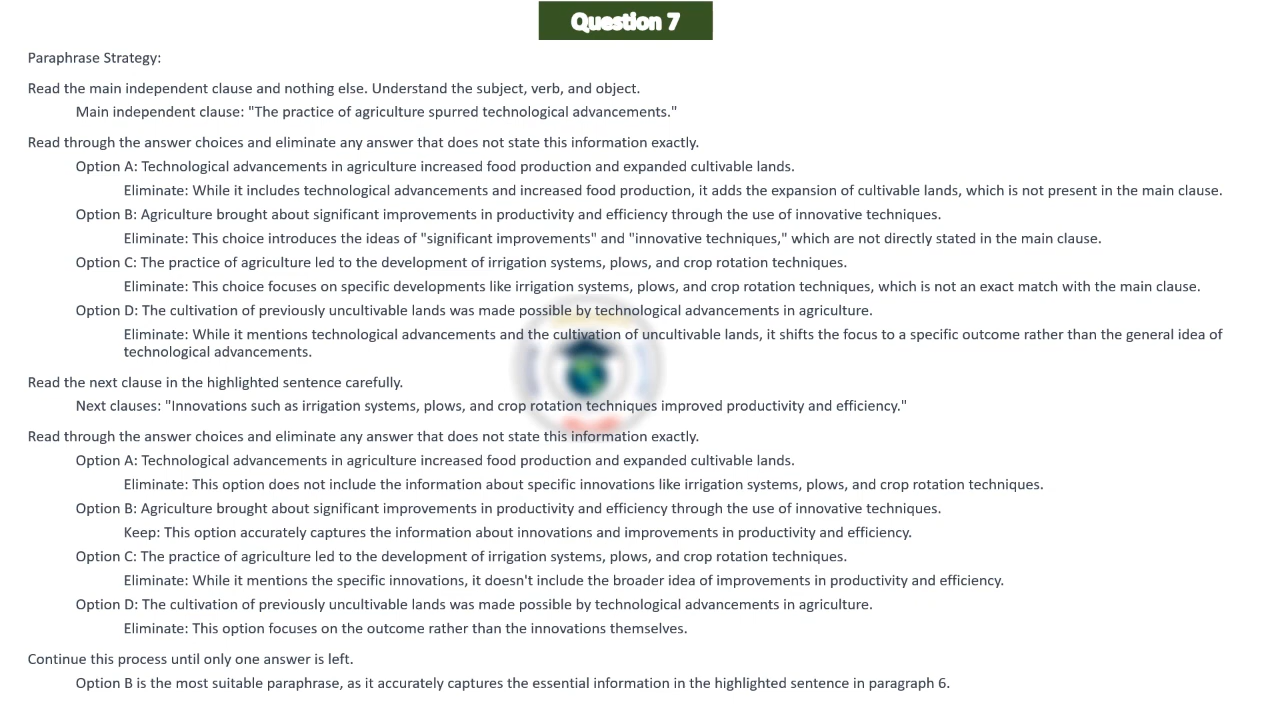 Question 7
Paraphrase Strategy:
Read the main independent clause and nothing else. Understand the subject, verb, and object.
Main independent clause: "The practice of agriculture spurred technological advancements."
Read through the answer choices and eliminate any answer that does not state this information exactly.
Option A: Technological advancements in agriculture increased food production and expanded cultivable lands.
Eliminate: While it includes technological advancements and increased food production, it adds the expansion of cultivable lands, which is not present in the main clause.
Option B: Agriculture brought about significant improvements in productivity and efficiency through the use of innovative techniques.
Eliminate: This choice introduces the ideas of "significant improvements" and "innovative techniques," which are not directly stated in the main clause.
Option C: The practice of agriculture led to the development of irrigation systems, plows, and crop rotation techniques.
Eliminate: This choice focuses on specific developments like irrigation systems, plows, and crop rotation techniques, which is not an exact match with the main clause.
Option D: The cultivation of previously uncultivable lands was made possible by technological advancements in agriculture.
Eliminate: While it mentions technological advancements and the cultivation of uncultivable lands, it shifts the focus to a specific outcome rather than the general idea of
technological advancements.
Read the next clause in the highlighted sentence carefully.
Next clauses: "Innovations such as irrigation systems, plows, and crop rotation techniques improved productivity and efficiency."
Read through the answer choices and eliminate any answer that does not state this information exactly.
Option A: Technological advancements in agriculture increased food production and expanded cultivable lands.
Eliminate: This option does not include the information about specific innovations like irrigation systems, plows, and crop rotation techniques.
Option B: Agriculture brought about significant improvements in productivity and efficiency through the use of innovative techniques.
Keep: This option accurately captures the information about innovations and improvements in productivity and efficiency.
Option C: The practice of agriculture led to the development of irrigation systems, plows, and crop rotation techniques.
Eliminate: While it mentions the specific innovations, it doesn't include the broader idea of improvements in productivity and efficiency.
Option D: The cultivation of previously uncultivable lands was made possible by technological advancements in agriculture.
Eliminate: This option focuses on the outcome rather than the innovations themselves.
Continue this process until only one answer is left.
Option B is the most suitable paraphrase, as it accurately captures the essential information in the highlighted sentence in paragraph 6.